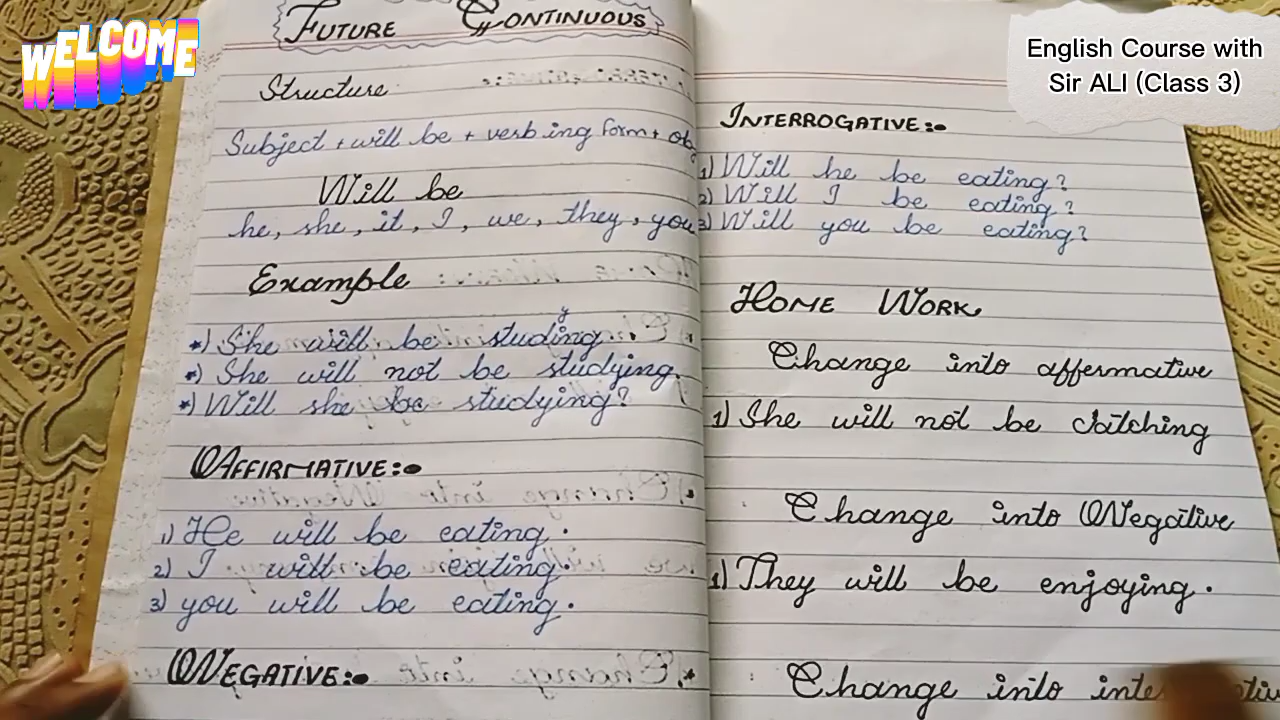 WELCOME
English Course with
Sir ALI (Class 3)
FUTURE CONTINUOUS
Structure
Subject + will be + verb ing form + obj
Will be
he, she, it, I, we, they, you
Example
*) She will be studing.
y
*) She will not be studying.
*) Will she be studying?
AFFIRMATIVE:•
1) He will be eating.
2) I will be eating.
3) you will be eating.
NEGATIVE:•
INTERROGATIVE:•
1) Will he be eating?
2) Will I be eating?
3) Will you be eating?
HOME WORK
Change into affermative
1) She will not be
Change into Negative
1) They will be enjoying.
Change into